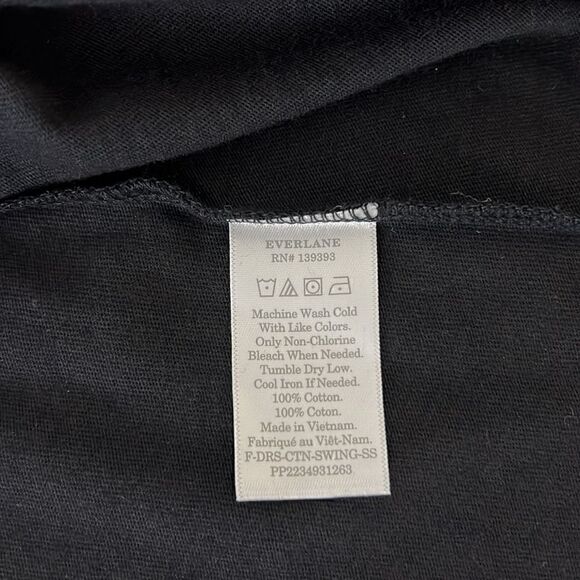 EVERLANE
RN# 139393
Machine Wash Cold
With Like Colors.
Only Non-Chlorine
Bleach When Needed.
Tumble Dry Low.
Cool Iron If Needed.
100% Cotton.
100% Coton.
Made in Vietnam.
Fabriqué au Viêt-Nam.
F-DRS-CTN-SWING-SS
PP2234931263